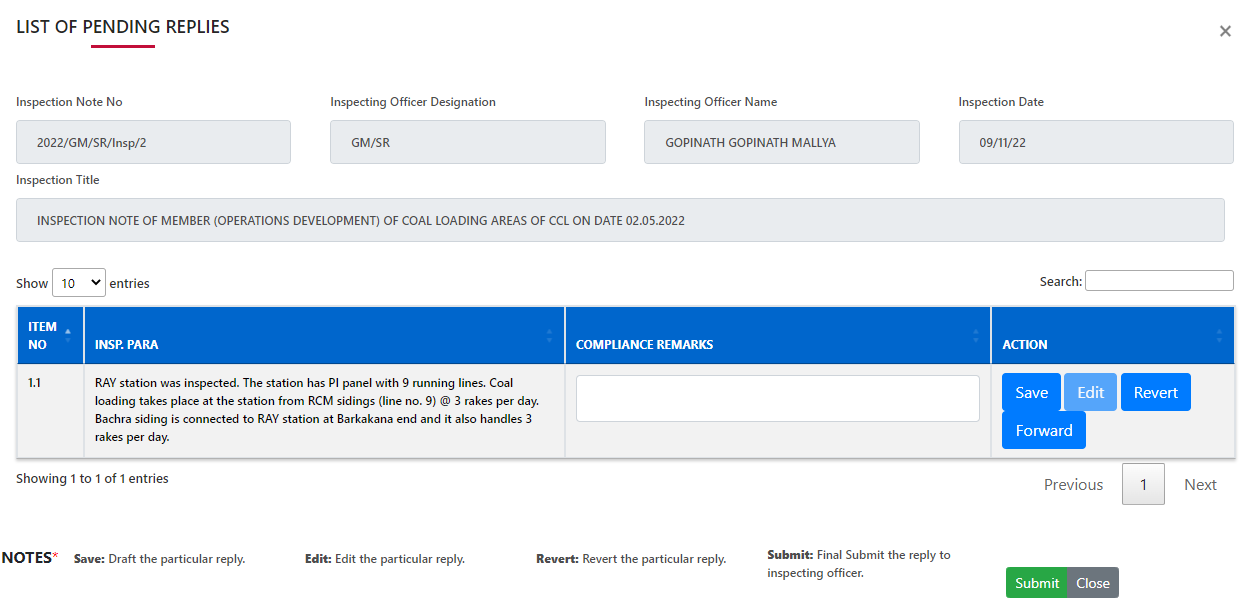 LIST OF PENDING REPLIES
×
Inspection Note No
Inspecting Officer Designation
Inspecting Officer Name
Inspection Date
2022/GM/SR/Insp/2
GM/SR
GOPINATH GOPINATH MALLYA
09/11/22
Inspection Title
INSPECTION NOTE OF MEMBER (OPERATIONS DEVELOPMENT) OF COAL LOADING AREAS OF CCL ON DATE 02.05.2022
Show 10 entries
Search:
ITEM
NO
INSP. PARA
COMPLIANCE REMARKS
ACTION
1.1
RAY station was inspected. The station has PI panel with 9 running lines. Coal
loading takes place at the station from RCM sidings (line no. 9) @ 3 rakes per day.
Bachra siding is connected to RAY station at Barkakana end and it also handles 3
rakes per day.
Save Edit Revert
Forward
Showing 1 to 1 of 1 entries
Previous 1 Next
NOTES*
Save: Draft the particular reply.
Edit: Edit the particular reply.
Revert: Revert the particular reply.
Submit: Final Submit the reply to
inspecting officer.
Submit Close